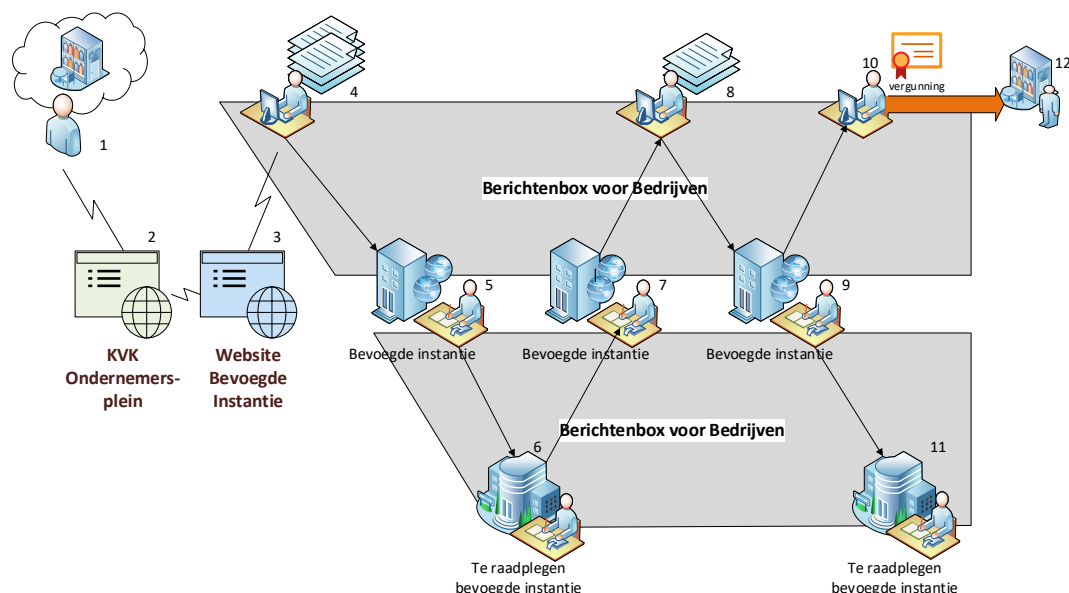 1
2
KVK
Ondernemers-
plein
3
Website
Bevoegde
Instantie
4
8
10
vergunning
12
Berichtenbox voor Bedrijven
5
Bevoegde instantie
7
Bevoegde instantie
9
Bevoegde instantie
Berichtenbox voor Bedrijven
6
Te raadplegen
bevoegde instantie
11
Te raadplegen
bevoegde instantie